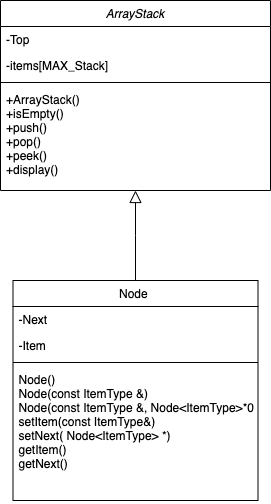 ArrayStack
-Top
-items[MAX_Stack]
+ArrayStack()
+isEmpty()
+push()
+pop()
+peek()
+display()
Node
-Next
-Item
Node()
Node(const ItemType &)
Node(const ItemType &, Node<ItemType>*0
setItem(const ItemType&)
setNext( Node<ItemType> *)
getItem()
getNext()